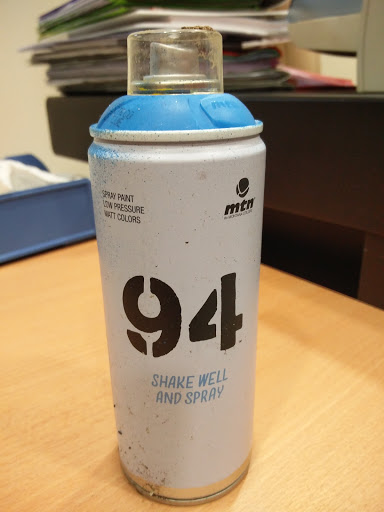 SPRAY PAINT
LOW PRESSURE
MATT COLORS
mtn
94
SHAKE WELL
AND SPRAY